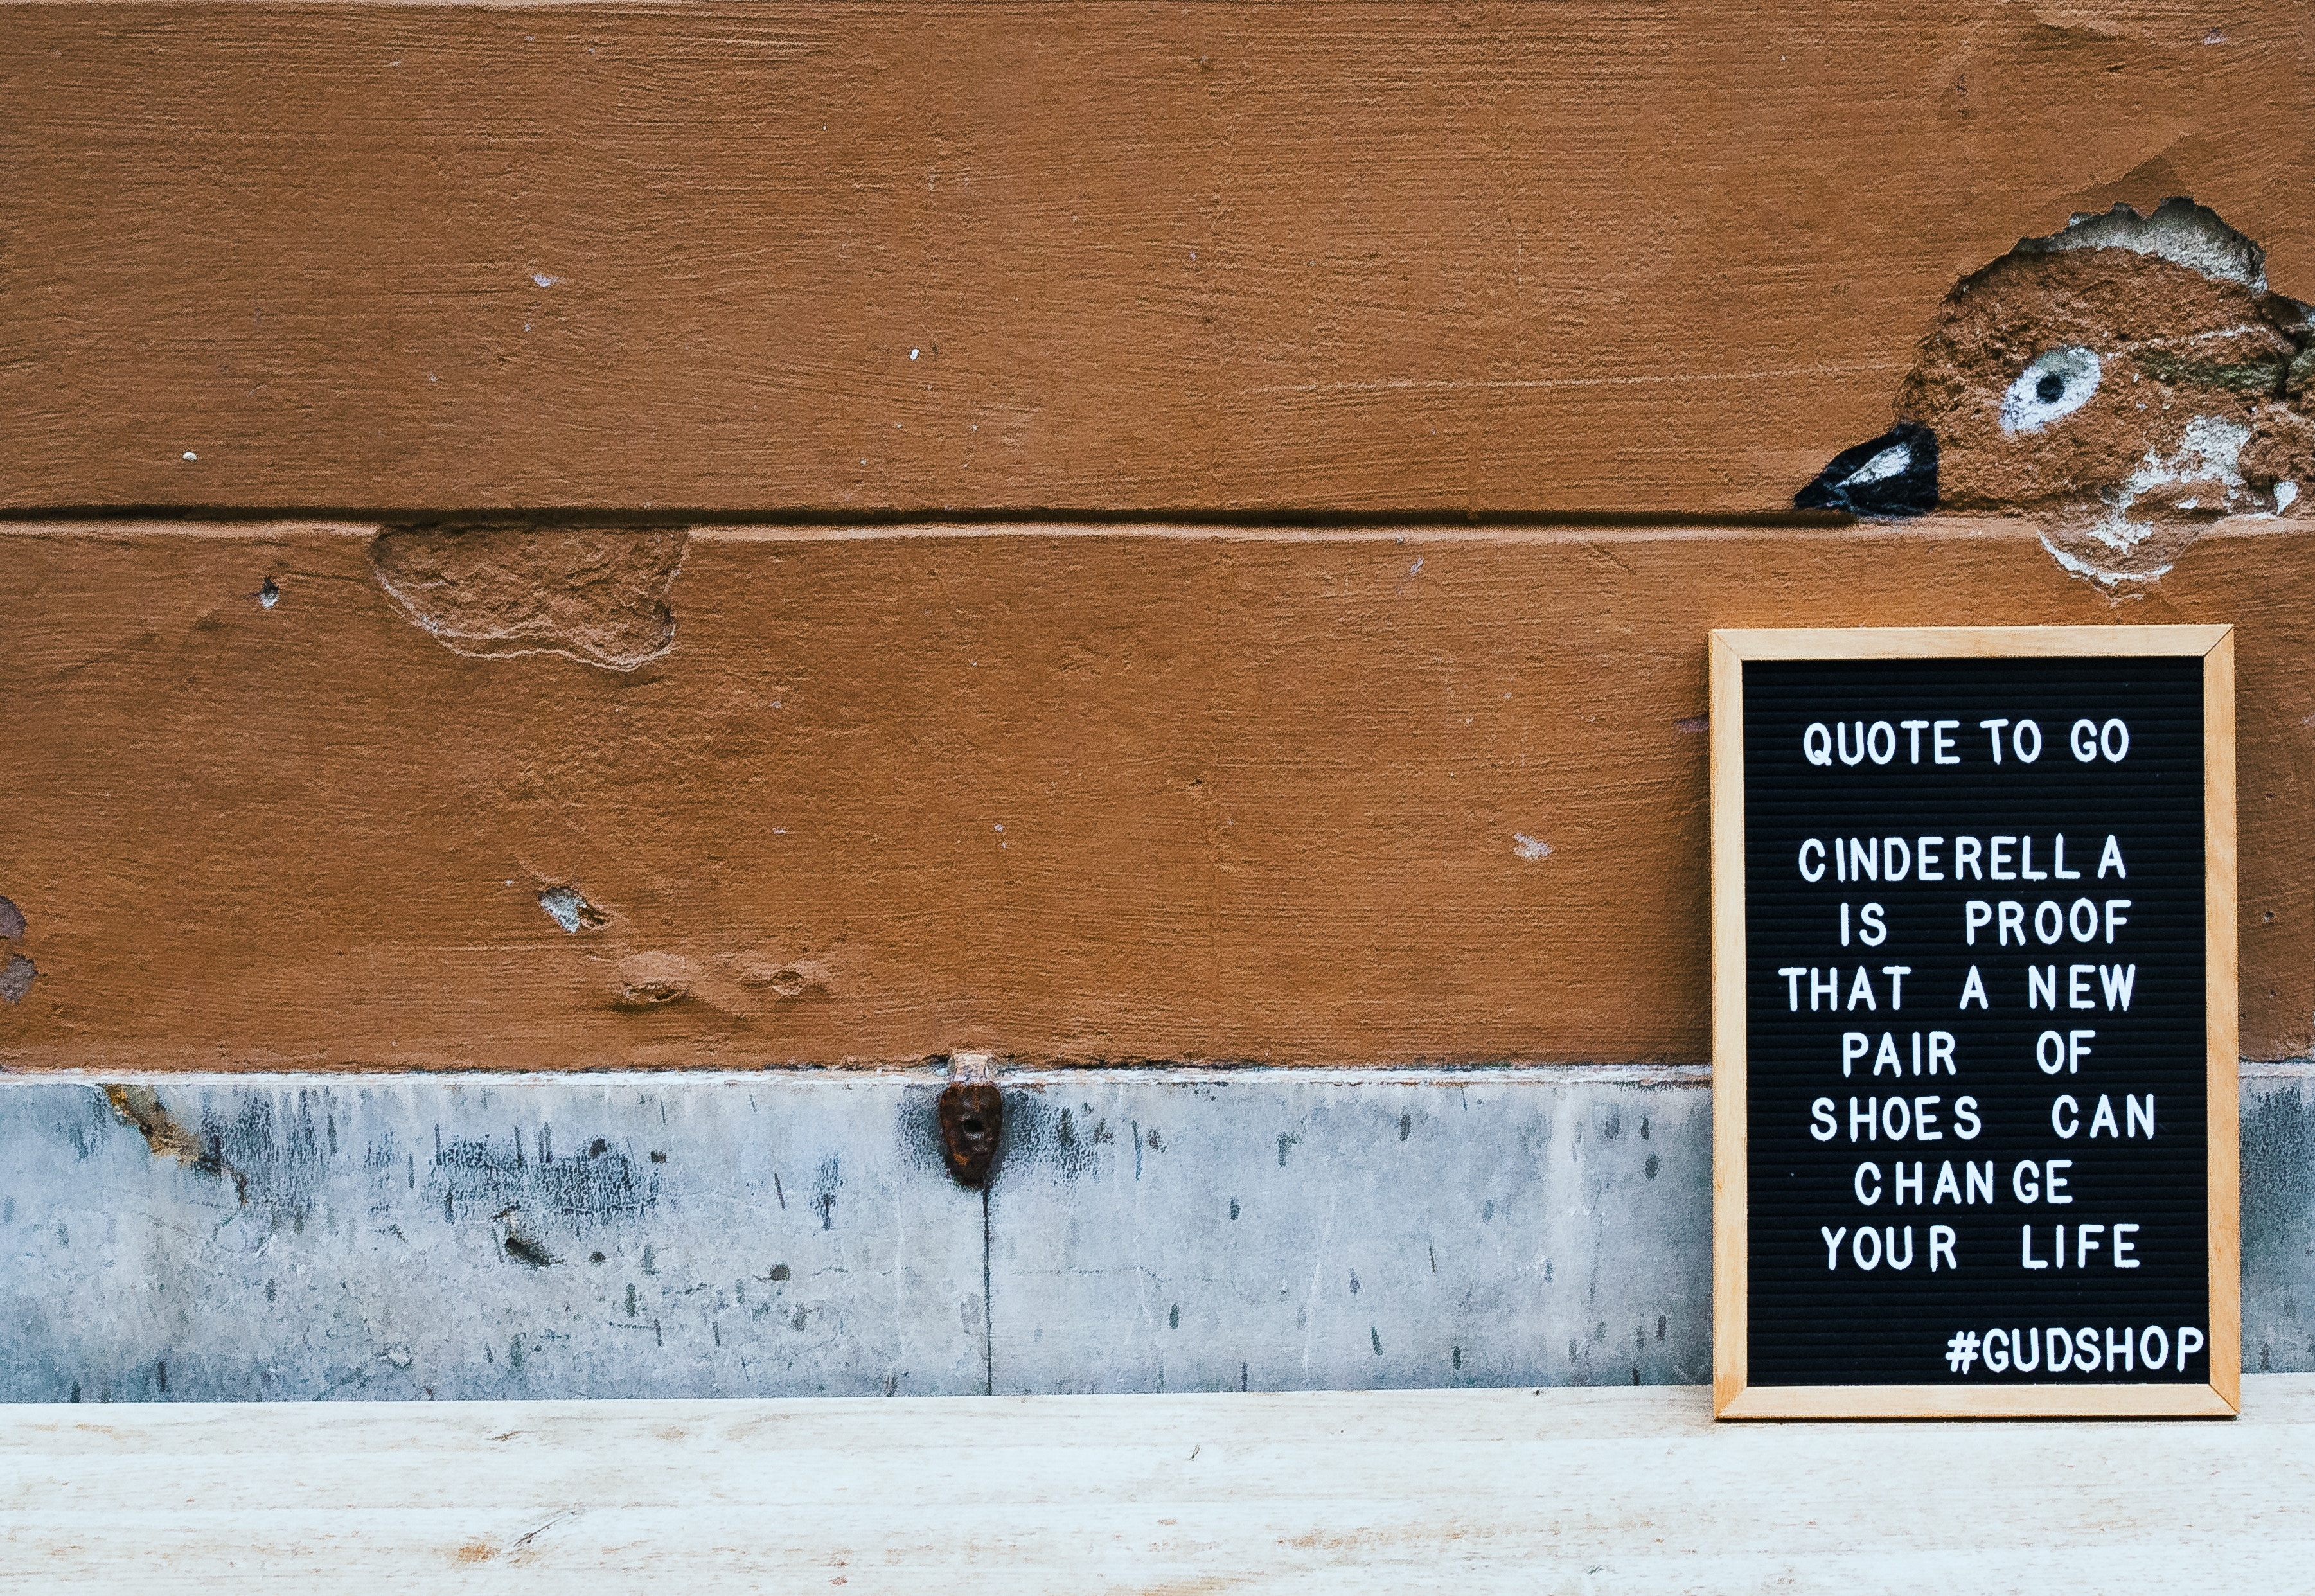 QUOTE TO GO
CINDERELLA
IS PROOF
THAT A NEW
PAIR OF
SHOES CAN
CHANGE
YOUR LIFE
#GUDSHOP